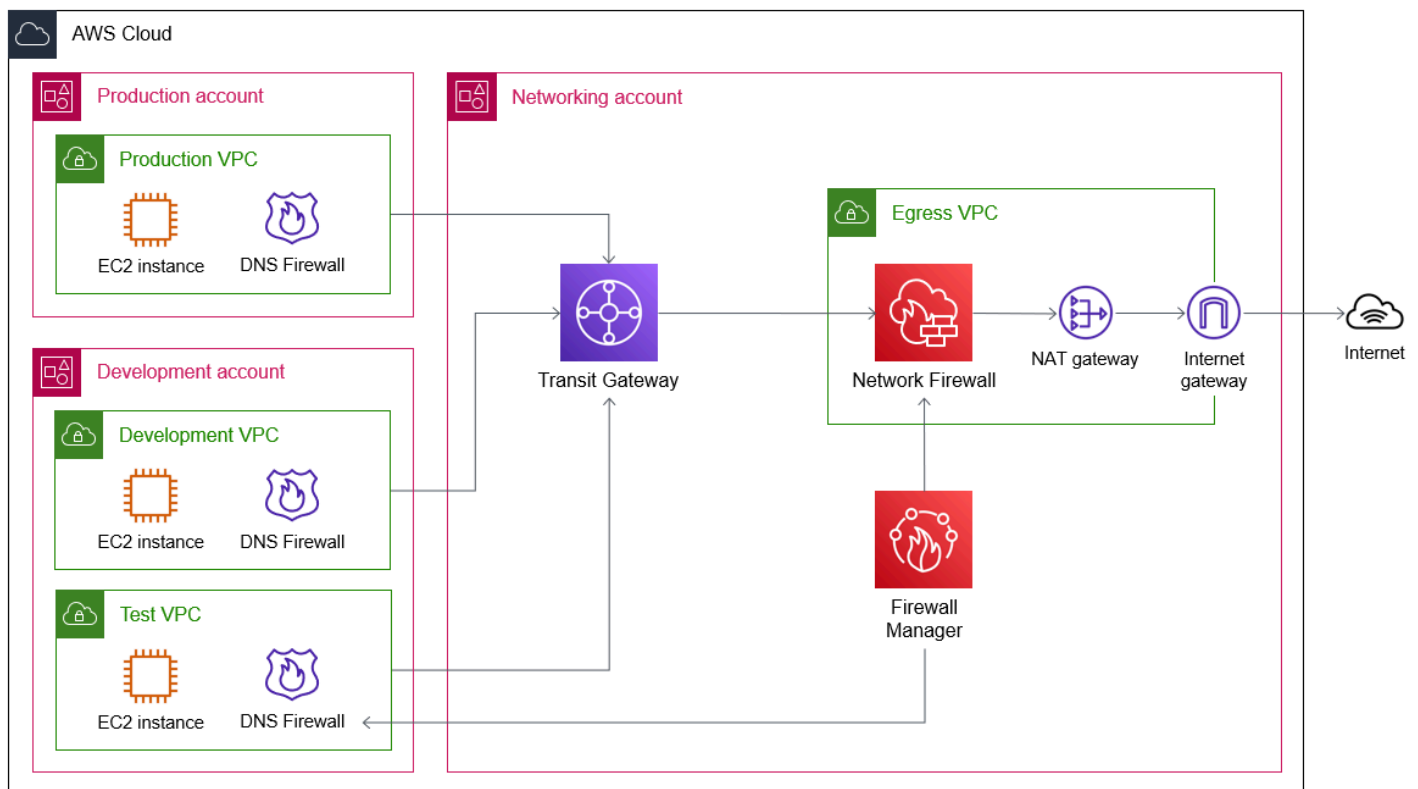 AWS Cloud
Production account
Production VPC
EC2 instance
DNS Firewall
Development account
Development VPC
EC2 instance
DNS Firewall
Test VPC
EC2 instance
DNS Firewall
Networking account
Transit Gateway
Egress VPC
Network Firewall
NAT gateway
Internet
gateway
Firewall
Manager
Internet